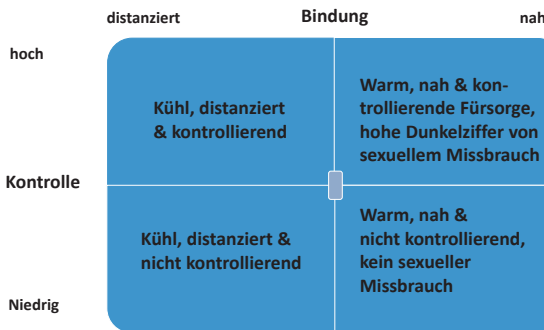 distanziert
Bindung
nah
hoch
Kühl, distanziert
& kontrollierend
Warm, nah & kon-
trollierende Fürsorge,
hohe Dunkelziffer von
sexuellem Missbrauch
Kontrolle
Kühl, distanziert &
nicht kontrollierend
Warm, nah &
nicht kontrollierend,
kein sexueller
Missbrauch
Niedrig